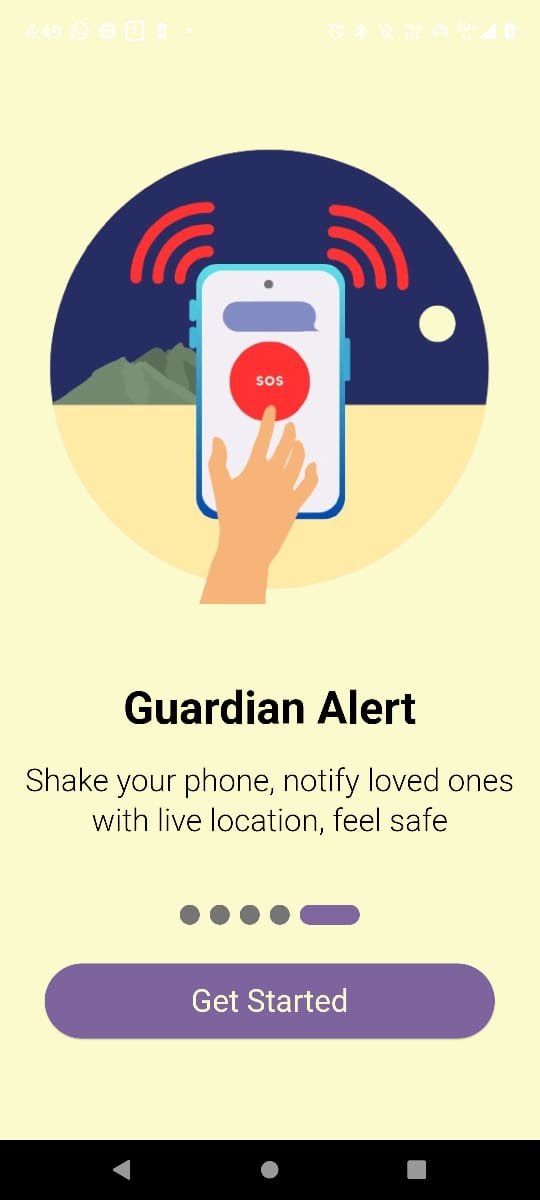 4:49
SOS
Guardian Alert
Shake your phone, notify loved ones
with live location, feel safe
Get Started